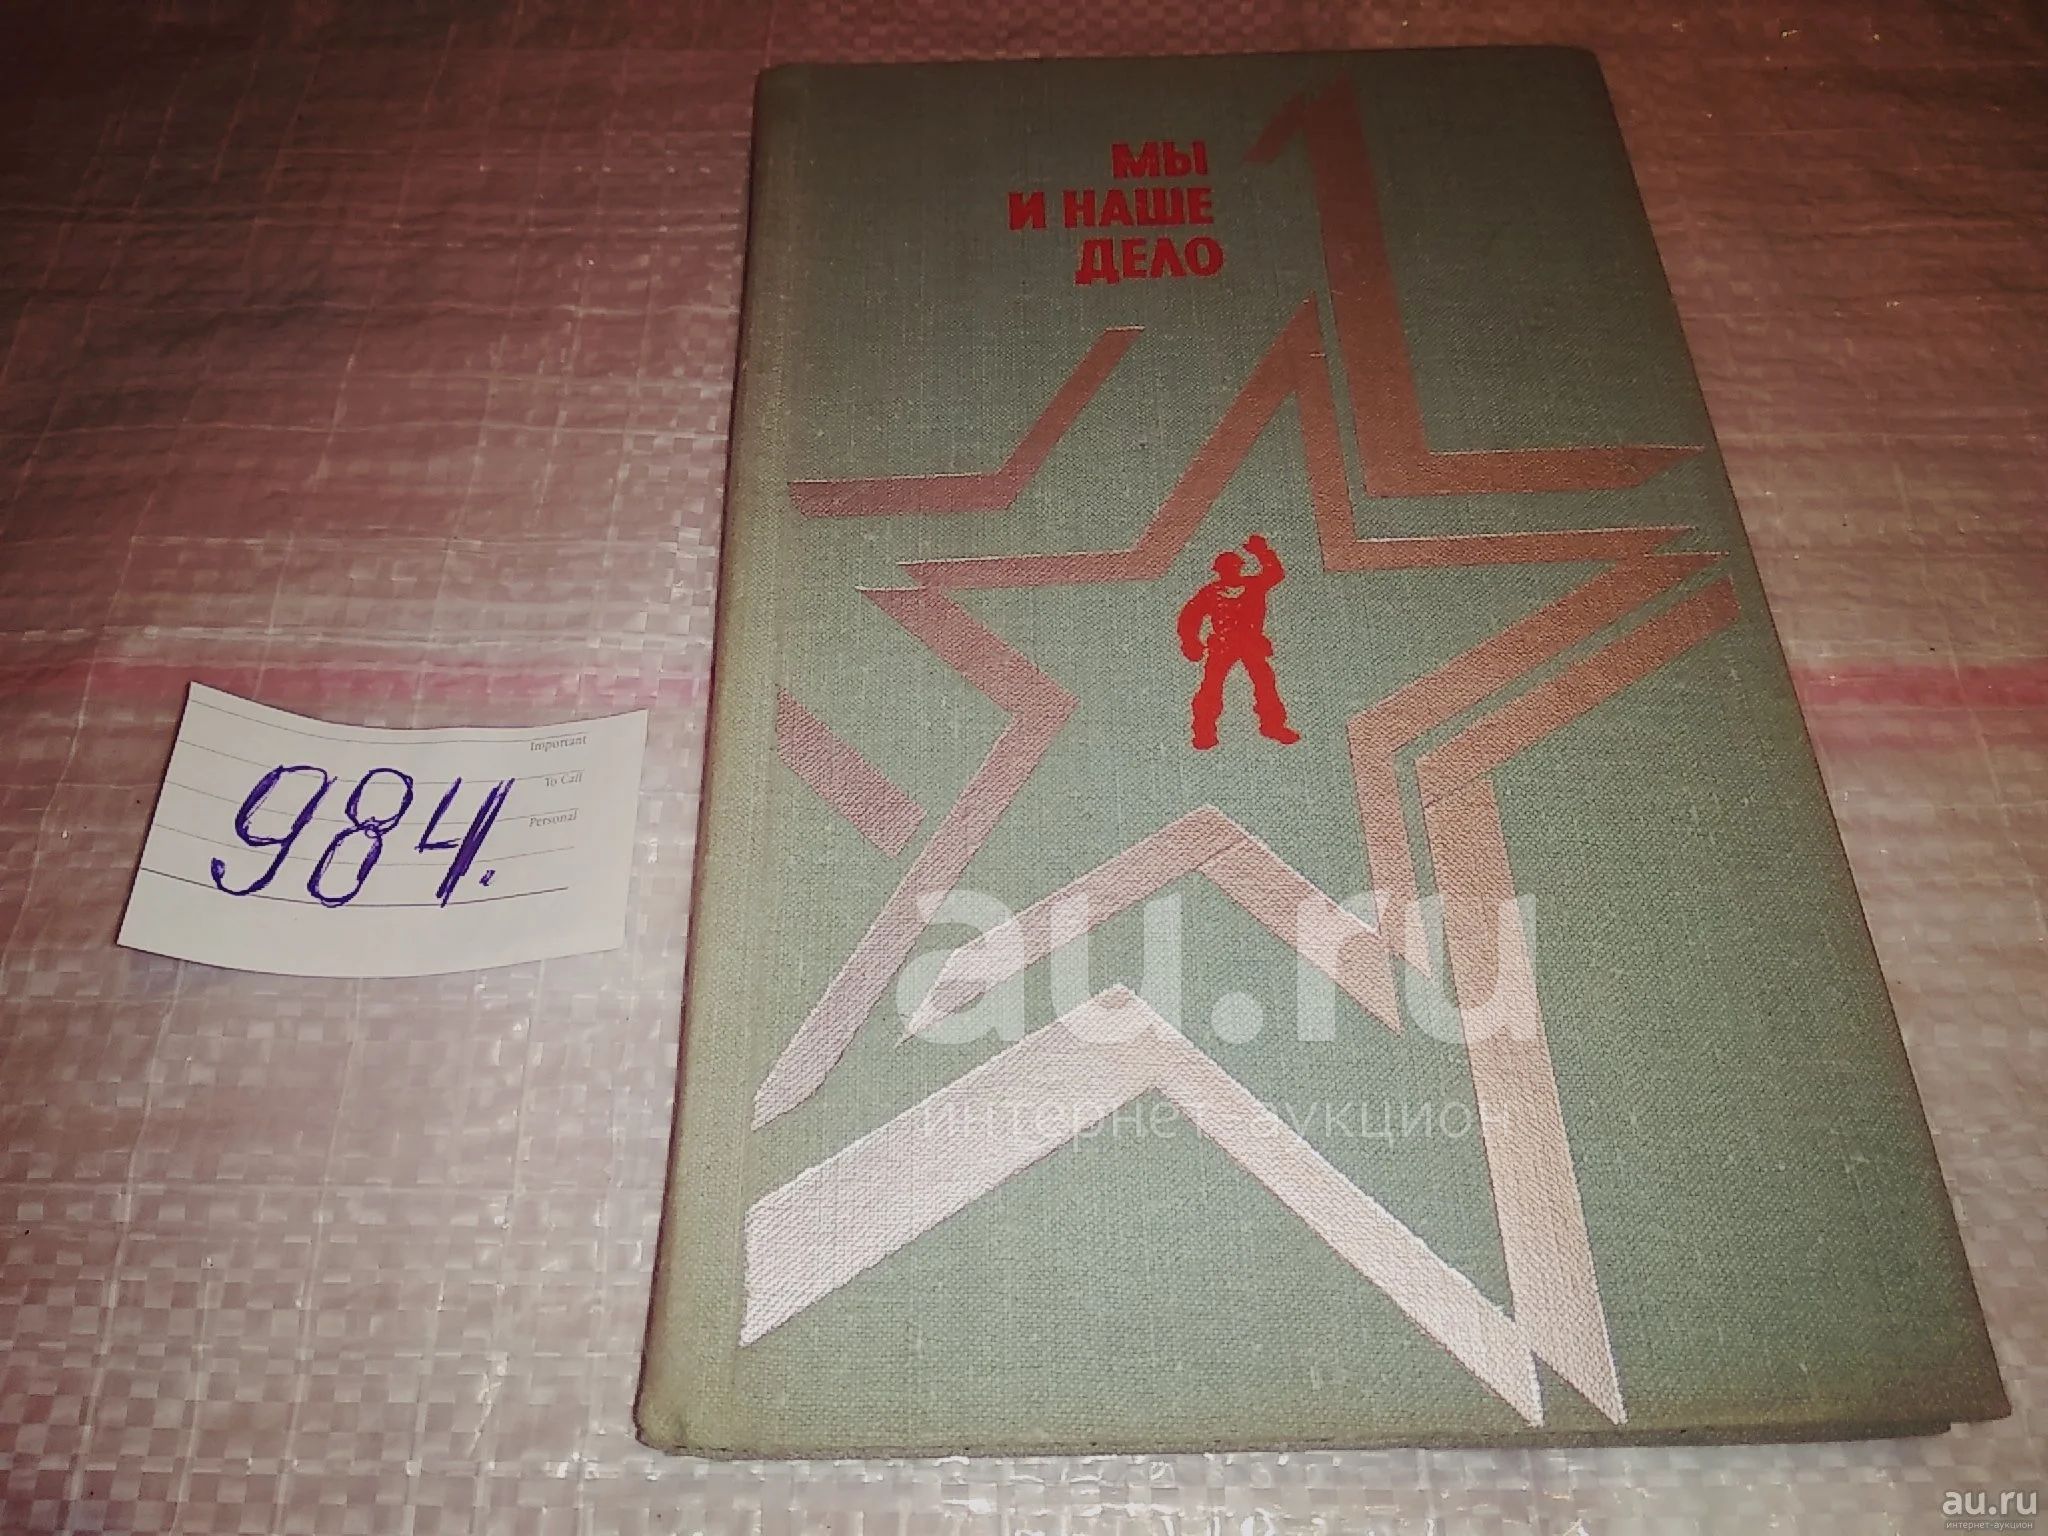 МЫ
И НАШЕ
ДЕЛО
Important
To Call
Personal
984.
au.ru
интернет-аукцион
au.ru
интернет-аукцион